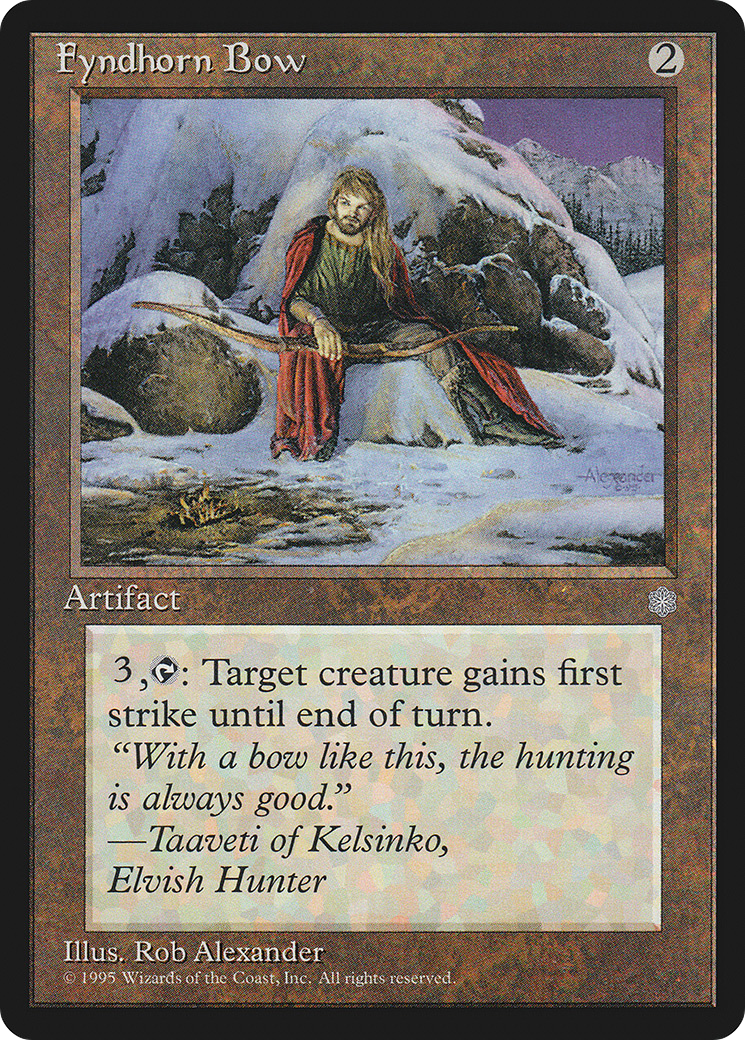 Fyndhorn Bow
2
Alexander
Artifact
3,: Target creature gains first
strike until end of turn.
“With a bow like this, the hunting
is always good.”
—Taaveti of Kelsinko,
Elvish Hunter
Illus. Rob Alexander
© 1995 Wizards of the Coast, Inc. All rights reserved.